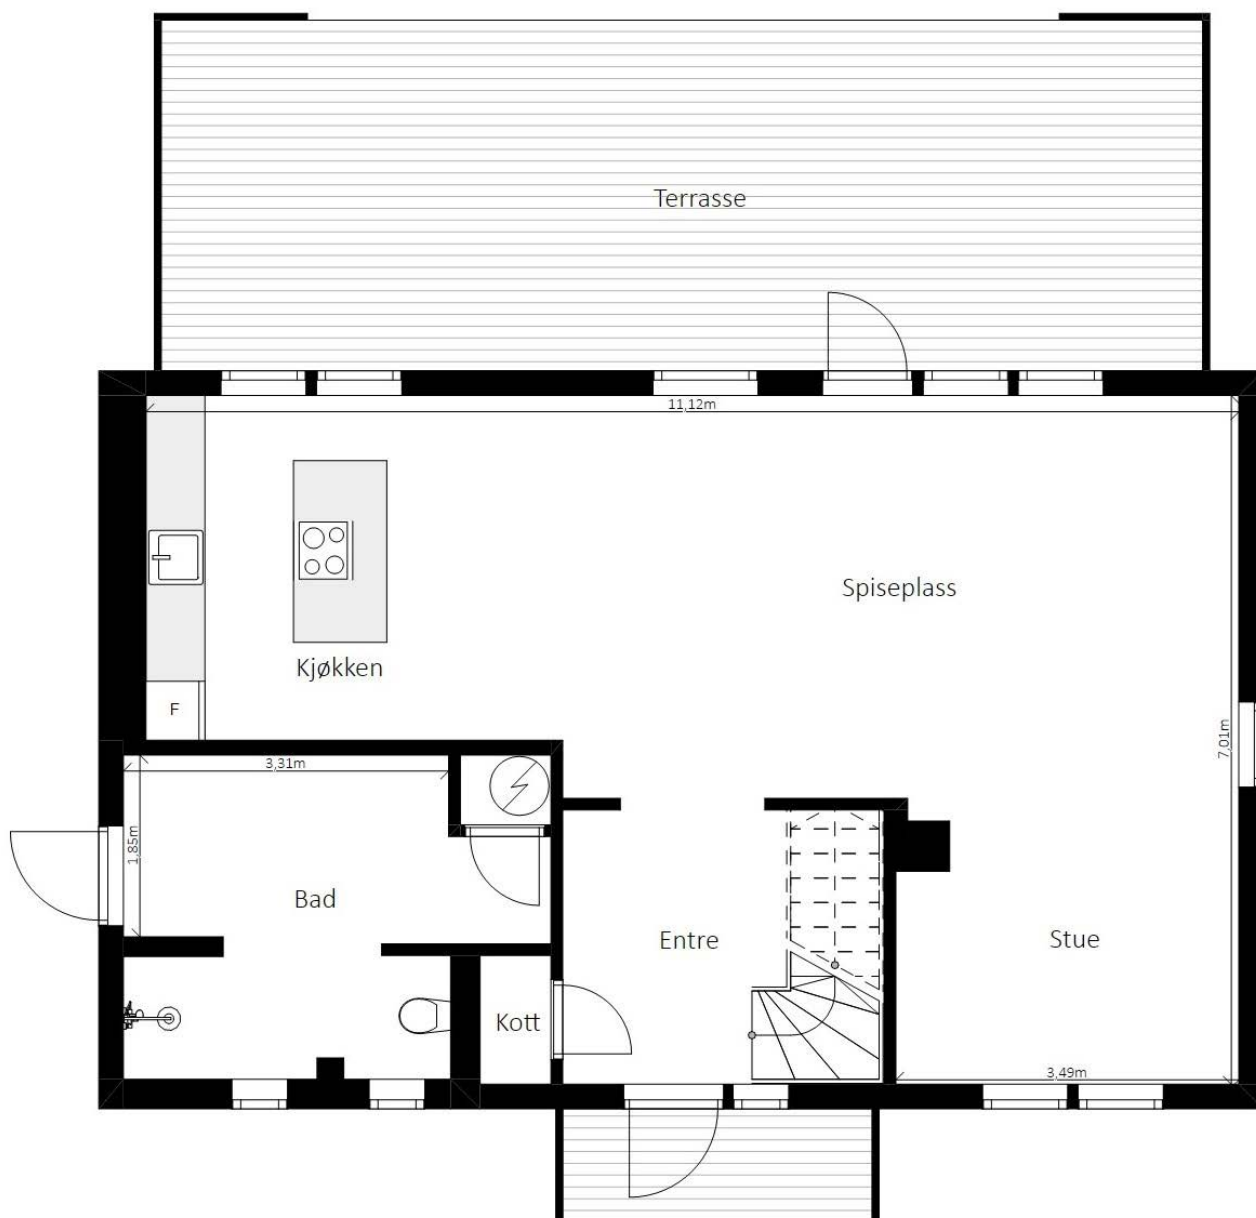 Terrasse
11,12m
Spiseplass
Kjøkken
F
7,01m
3,31m
1,85m
Bad
Entre
Stue
Kott
3,49m